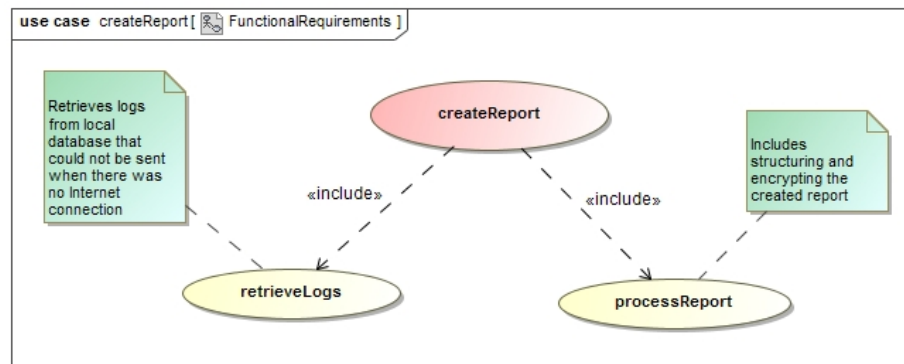 use case createReport [ FunctionalRequirements ]
Retrieves logs
from local
database that
could not be sent
when there was
no Internet
connection
createReport
Includes
structuring and
encrypting the
created report
«include»
«include»
retrieveLogs
processReport